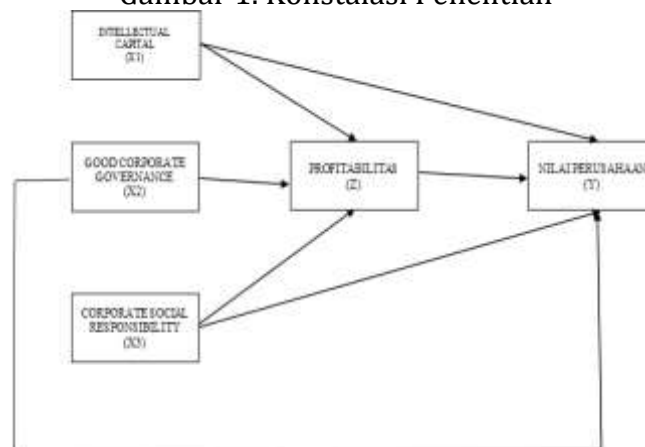 Gambar 1. Konstalasi Penelitian
INTELLECTUAL
CAPITAL
(X1)
GOOD CORPORATE
GOVERNANCE
(X2)
PROFITABILITAS
(Z)
NILAI PERUSAHAAN
(Y)
CORPORATE SOCIAL
RESPONSIBILITY
(X3)